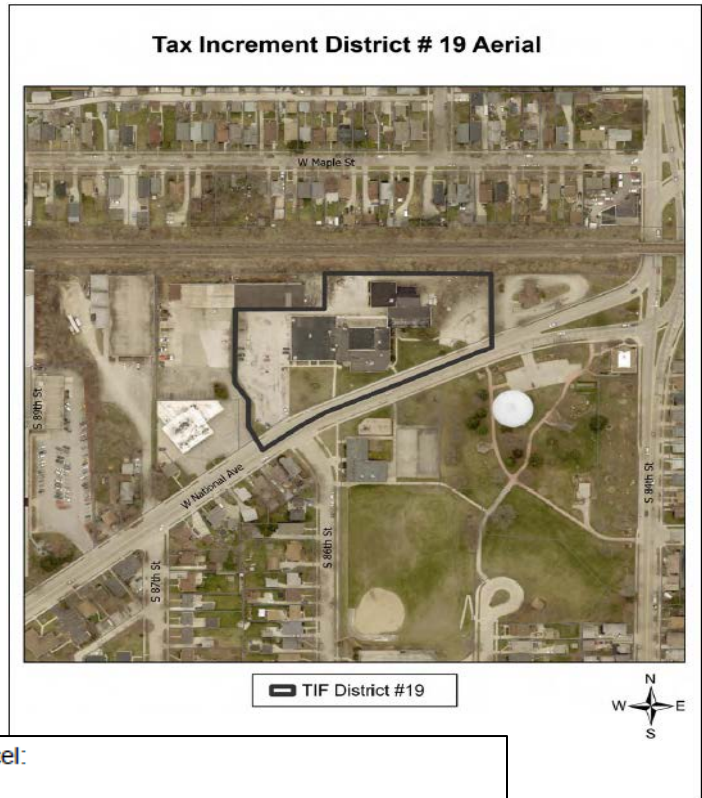 Tax Increment District # 19 Aerial
W Maple St
S 89th St
W National Ave
S 84th St
S 86th St
S 87th St
TIF District #19
N
W E
S
el: